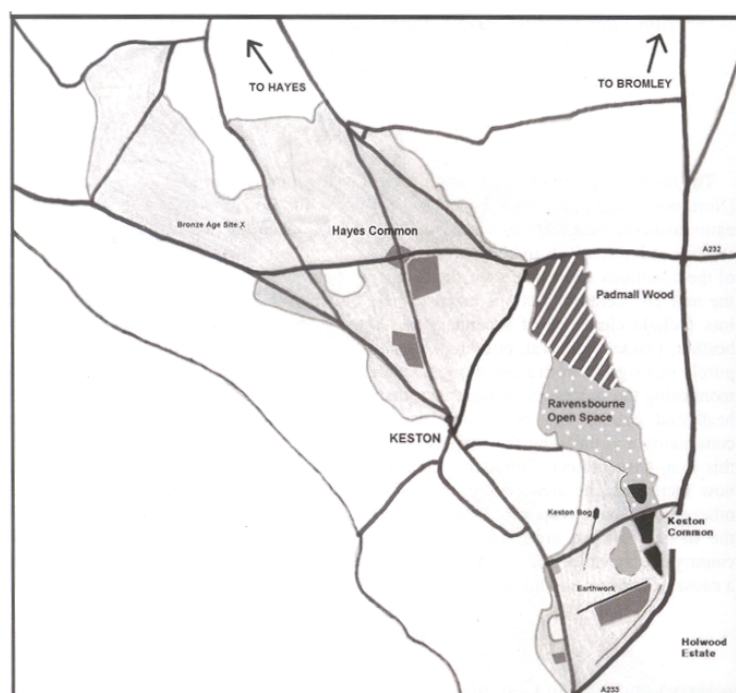 TO HAYES
TO BROMLEY
Bronze Age Site X
Hayes Common
A232
Padmall Wood
Ravensbourne
Open Space
KESTON
Keston Bog
Keston
Common
Earthwork
Holwood
Estate
A233